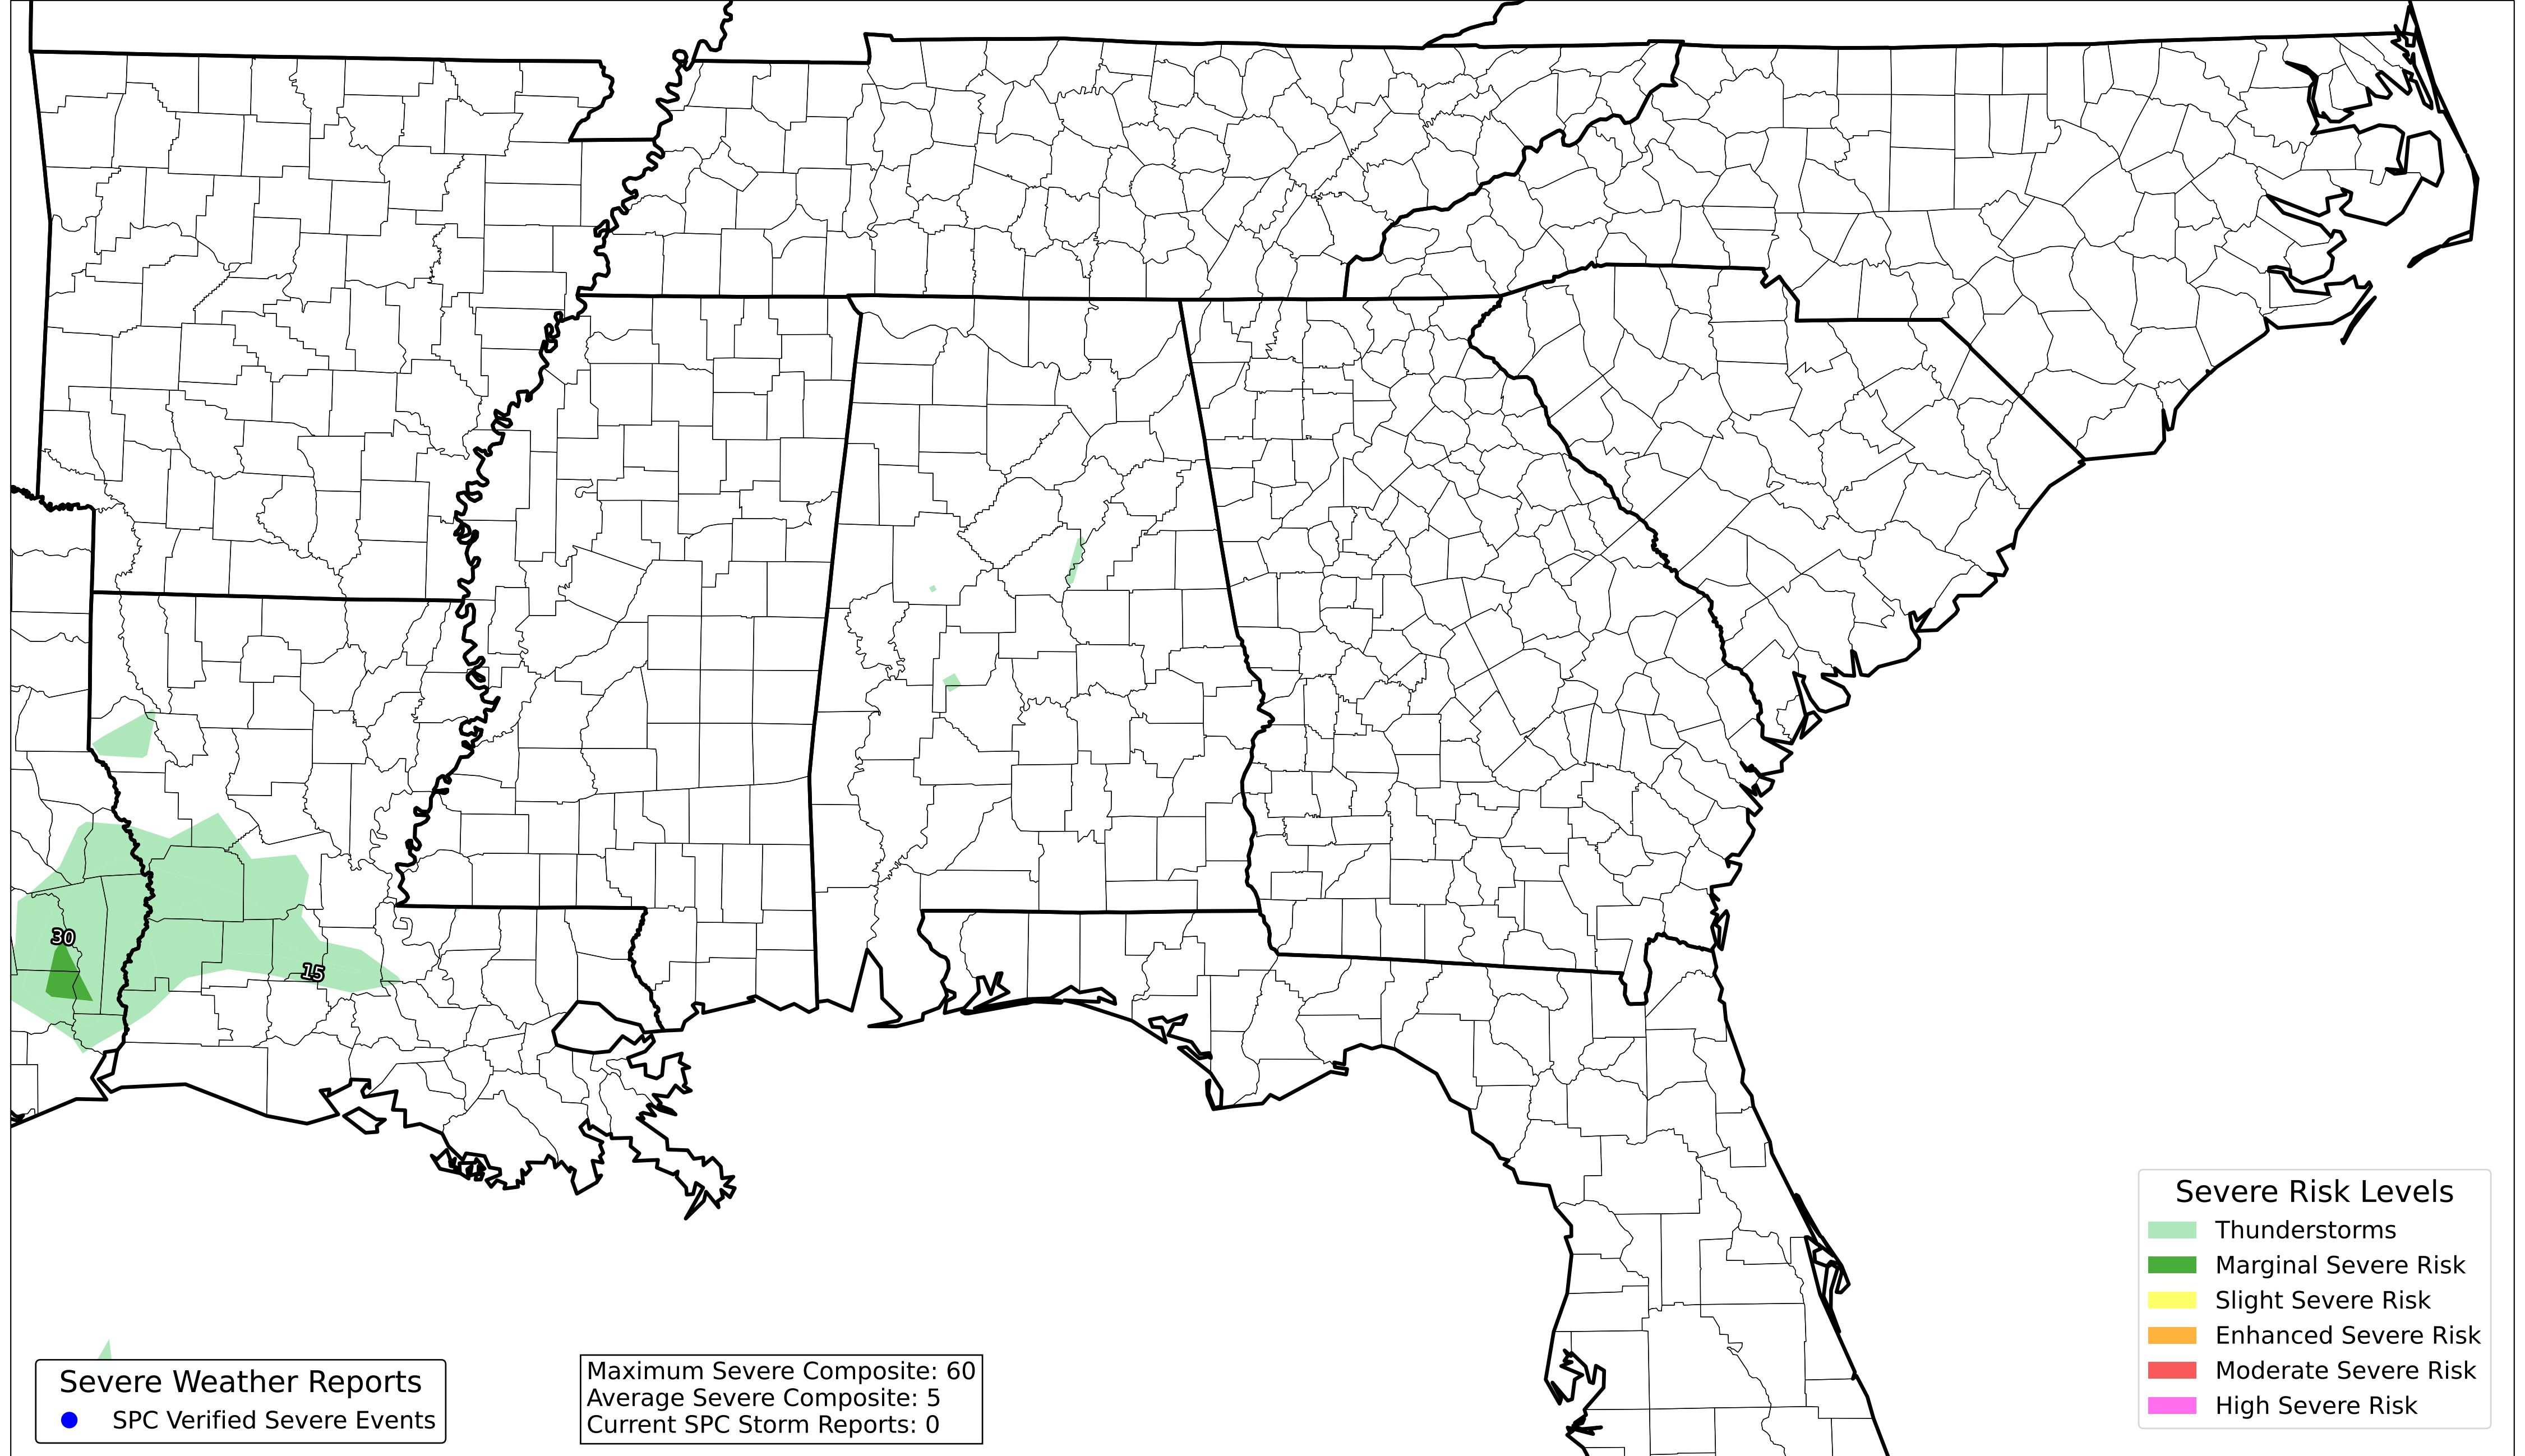 30
15
Severe Risk Levels
Thunderstorms
Marginal Severe Risk
Slight Severe Risk
Enhanced Severe Risk
Moderate Severe Risk
High Severe Risk
Severe Weather Reports
SPC Verified Severe Events
Maximum Severe Composite: 60
Average Severe Composite: 5
Current SPC Storm Reports: 0